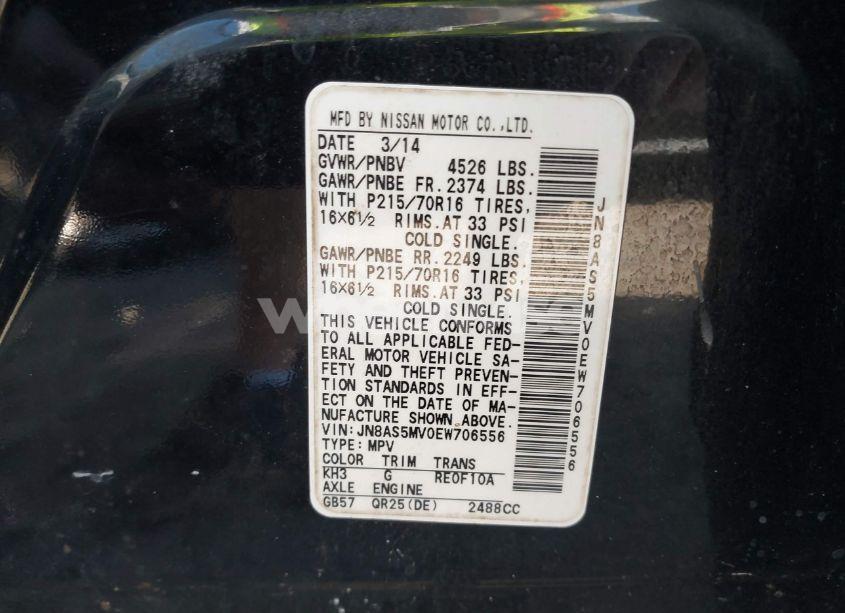 MFD BY NISSAN MOTOR CO.,LTD.
DATE 3/14
GVWR/PNBV 4526 LBS.
GAWR/PNBE FR. 2374 LBS.
WITH P215/70R16 TIRES,
16X6½ RIMS.AT 33 PSI
COLD SINGLE.
GAWR/PNBE RR. 2249 LBS.
WITH P215/70R16 TIRES,
16X6½ RIMS.AT 33 PSI
COLD SINGLE.
THIS VEHICLE CONFORMS
TO ALL APPLICABLE FED-
ERAL MOTOR VEHICLE SA-
FETY AND THEFT PREVEN-
TION STANDARDS IN EFF-
ECT ON THE DATE OF MA-
NUFACTURE SHOWN ABOVE.
VIN: JN8AS5MV0EW706556
TYPE: MPV
COLOR TRIM TRANS
KH3 G RE0F10A
AXLE ENGINE
GB57 QR25(DE) 2488CC
JN8AS5MV0EW706556